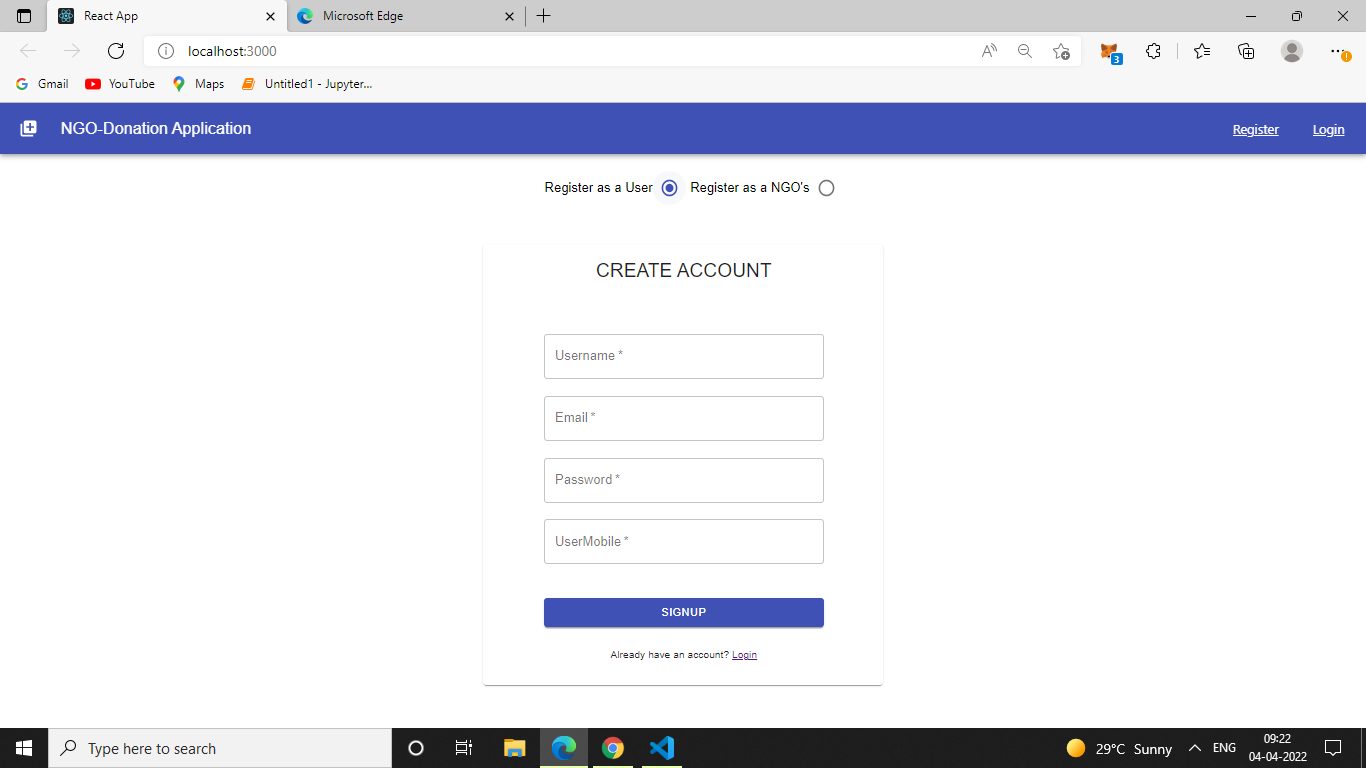 React App
Microsoft Edge
localhost:3000
3
Gmail YouTube Maps Untitled1 - Jupyter...
NGO-Donation Application Register Login
Register as a User Register as a NGO's
CREATE ACCOUNT
Username *
Email *
Password *
UserMobile *
SIGNUP
Already have an account? Login
Type here to search
29°C Sunny
ENG
09:22
04-04-2022